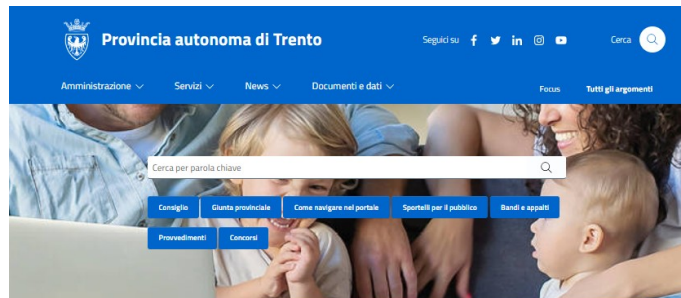 Provincia autonoma di Trento
Seguici su
Cerca
Amministrazione Servizi News Documenti e dati
Focus Tutti gli argomenti
Cerca per parola chiave
Consiglio Giunta provinciale Come navigare nel portale Sportelli per il pubblico Bandi e appalti
Provvedimenti Concorsi